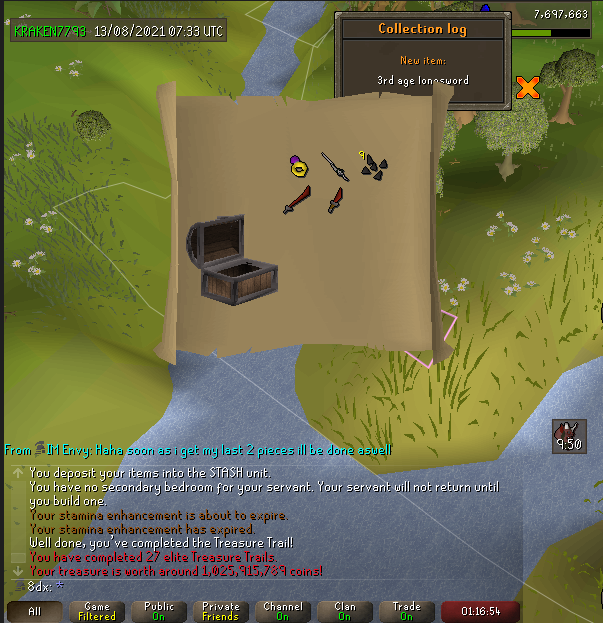 KRAKEN7793 13/08/2021 07:33 UTC
7,697,663
Collection log
New item:
3rd age longsword
9
9:50
From IM Envy: Haha soon as i get my last 2 pieces ill be done aswell
You deposit your items into the STASH unit.
You have no secondary bedroom for your servant. Your servant will not return until
you build one.
Your stamina enhancement is about to expire.
Your stamina enhancement has expired.
Well done, you've completed the Treasure Trail!
You have completed 27 elite Treasure Trails.
Your treasure is worth around 1,025,915,769 coins!
8dx: *
All
Game
Filtered
Public
On
Private
Friends
Channel
On
Clan
On
Trade
On
01:16:54